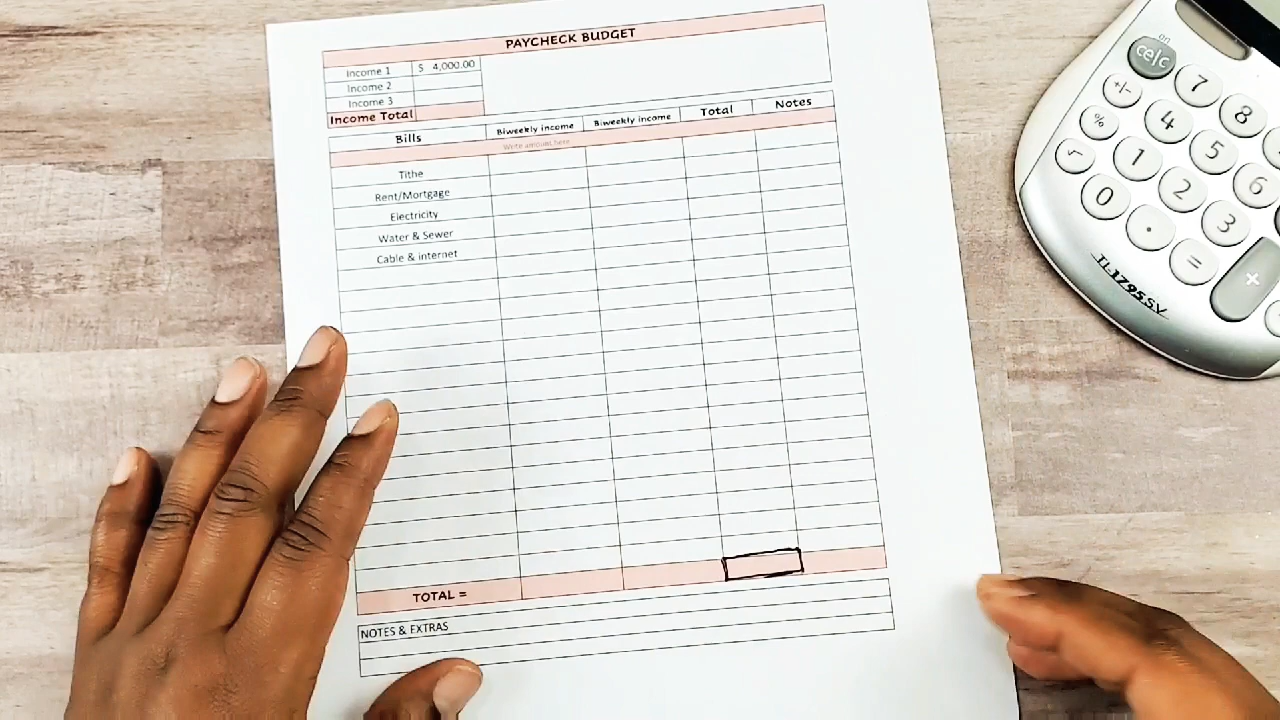 PAYCHECK BUDGET
Income 1 $ 4,000.00
Income 2
Income 3
Income Total
Bills Biweekly income Biweekly income Total Notes
Write amount here
Tithe
Rent/Mortgage
Electricity
Water & Sewer
Cable & internet
TOTAL =
NOTES & EXTRAS
on
ce|c 7 8
+/- 4 5
% 1 2 6
√ 0 . 3
= +
TI-1795 SV